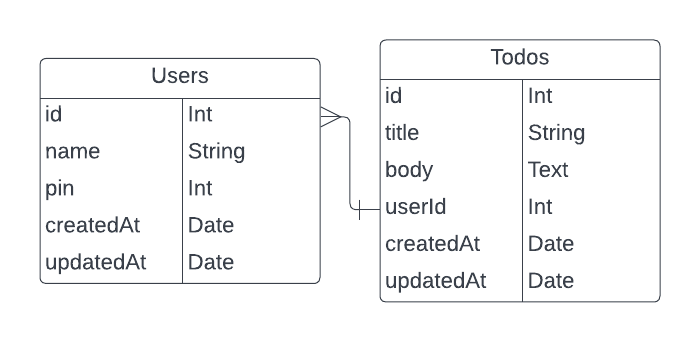 Users
id Int
name String
pin Int
createdAt Date
updatedAt Date
Todos
id Int
title String
body Text
userId Int
createdAt Date
updatedAt Date